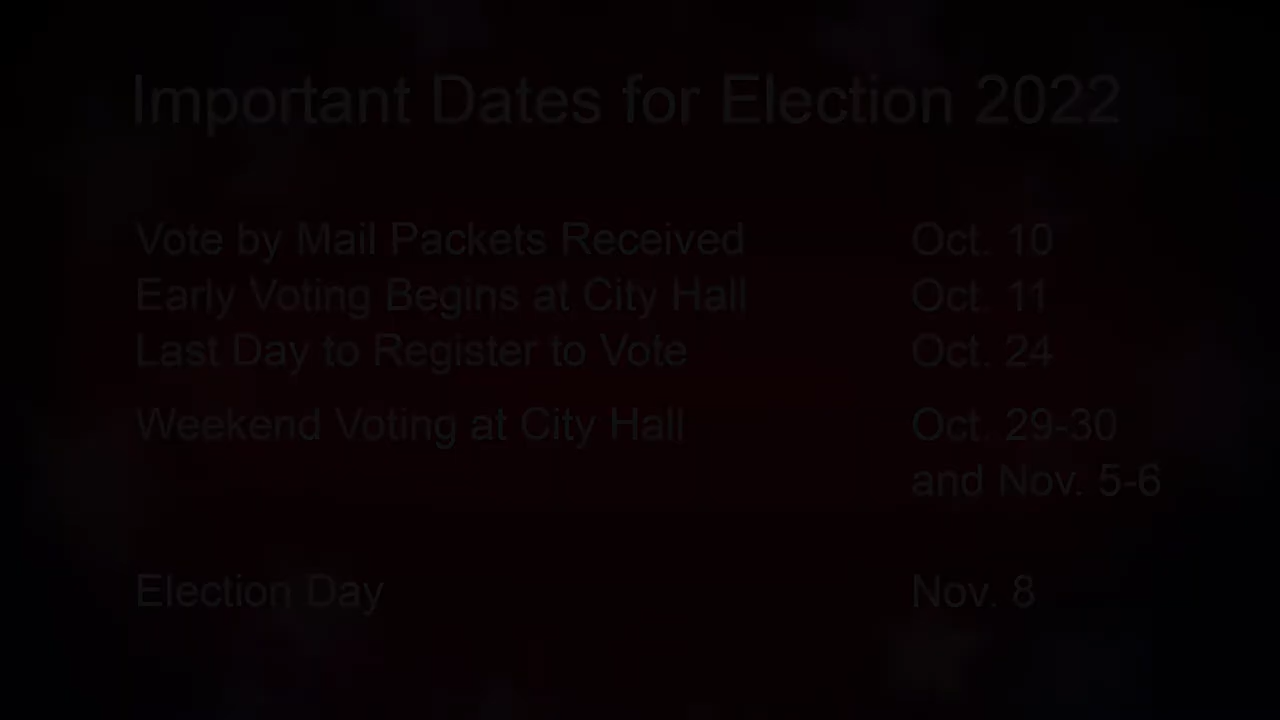 Important Dates for Election 2022
Vote by Mail Packets Received Oct. 10
Early Voting Begins at City Hall Oct. 11
Last Day to Register to Vote Oct. 24
Weekend Voting at City Hall Oct. 29-30
and Nov. 5-6
Election Day Nov. 8